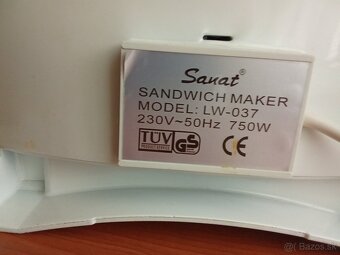 Sanat®
SANDWICH MAKER
MODEL: LW-037
230V~50Hz 750W
TÜV GS CE
Bazos.sk